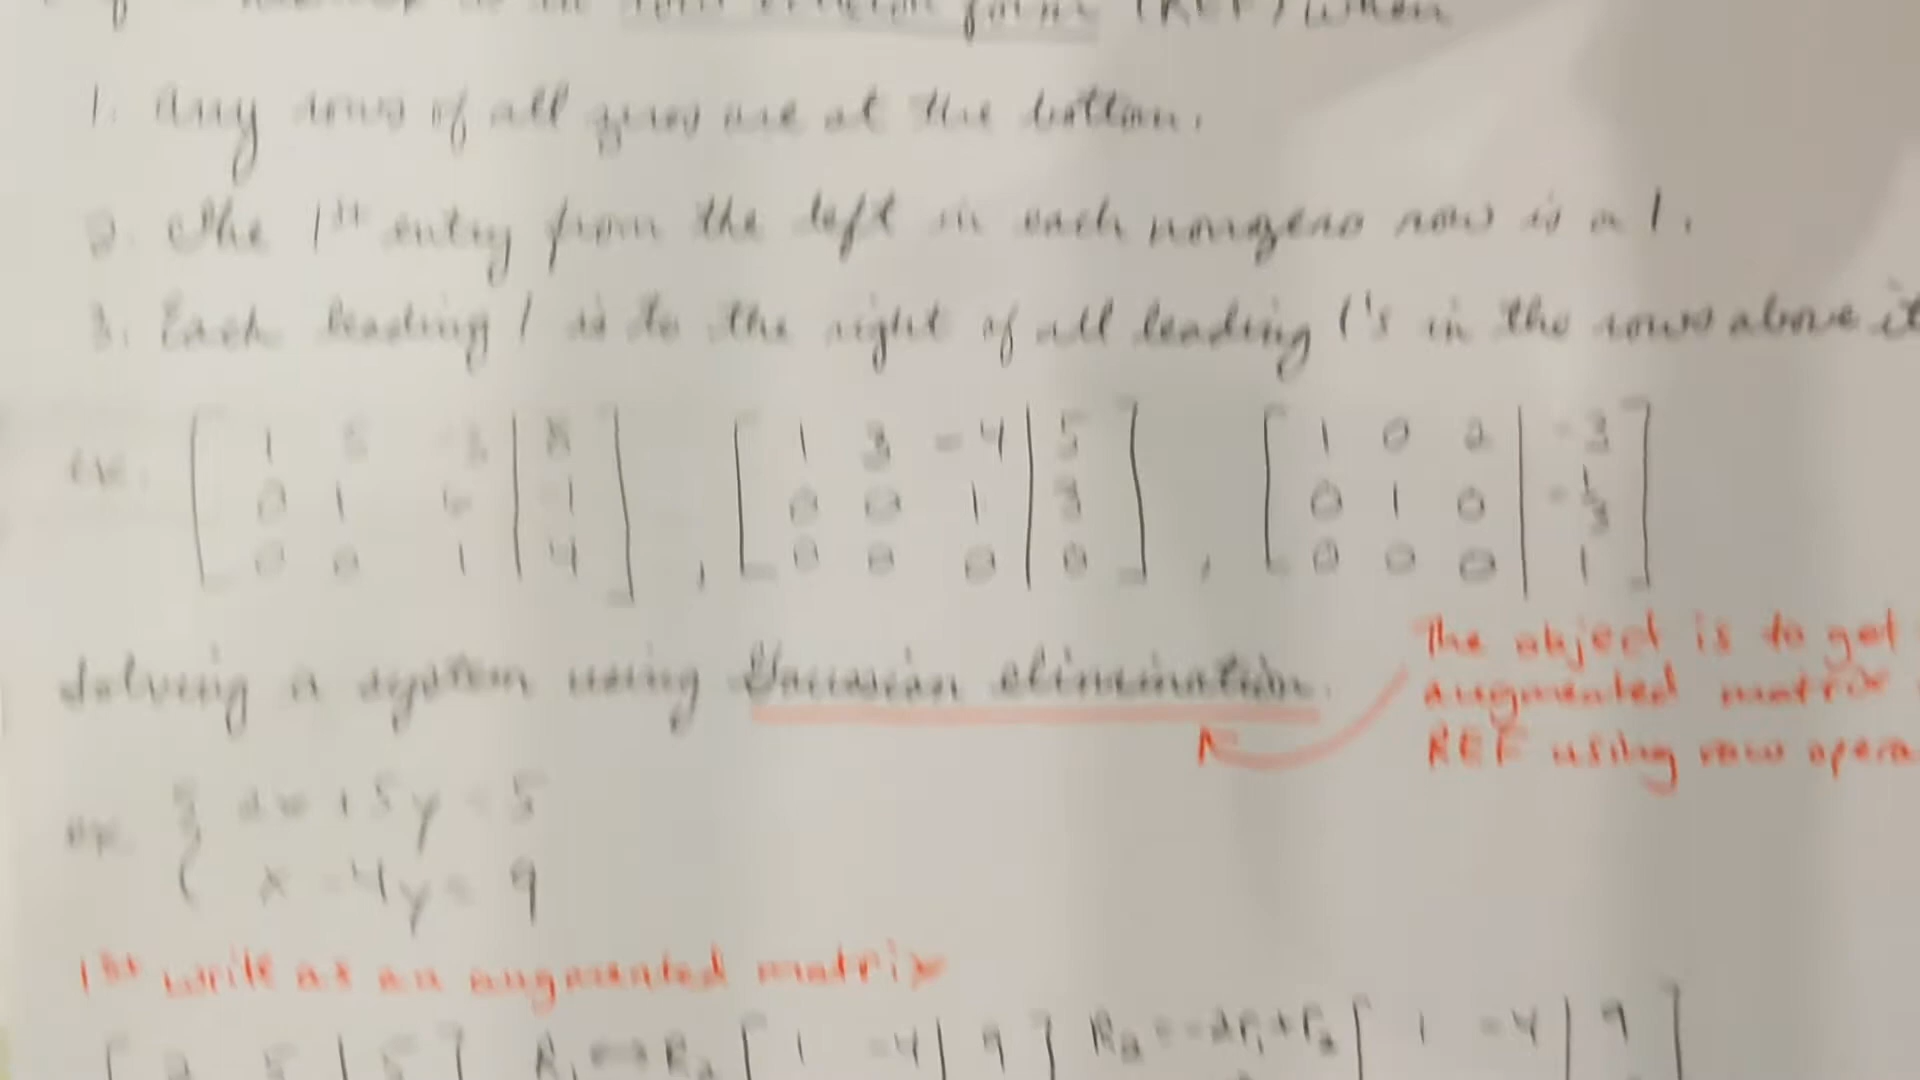 form (REF) when
1. Any rows of all zeros are at the bottom.
2. The 1st entry from the left in each nonzero row is a 1.
3. Each leading 1 is to the right of all leading 1's in the rows above it
ex. [ 1 5 3 | 8 ] , [ 1 3 -4 | 5 ] , [ 1 0 2 | -3 ]
[ 0 1 | 1 ] [ 0 0 1 | 3 ] [ 0 1 0 | -1/3 ]
[ 0 0 1 | 4 ] [ 0 0 0 | 0 ] [ 0 0 0 | 1 ]
Solving a system using Gaussian elimination.
The object is to get
augmented matrix
REF using row opera
ex. { 2x + 5y = 5
x - 4y = 9
1st write as an augmented matrix
[ 2 5 | 5 ] R1 ↔ R2 [ 1 -4 | 9 ] R2 = -2r1 + r2 [ 1 -4 | 9 ]